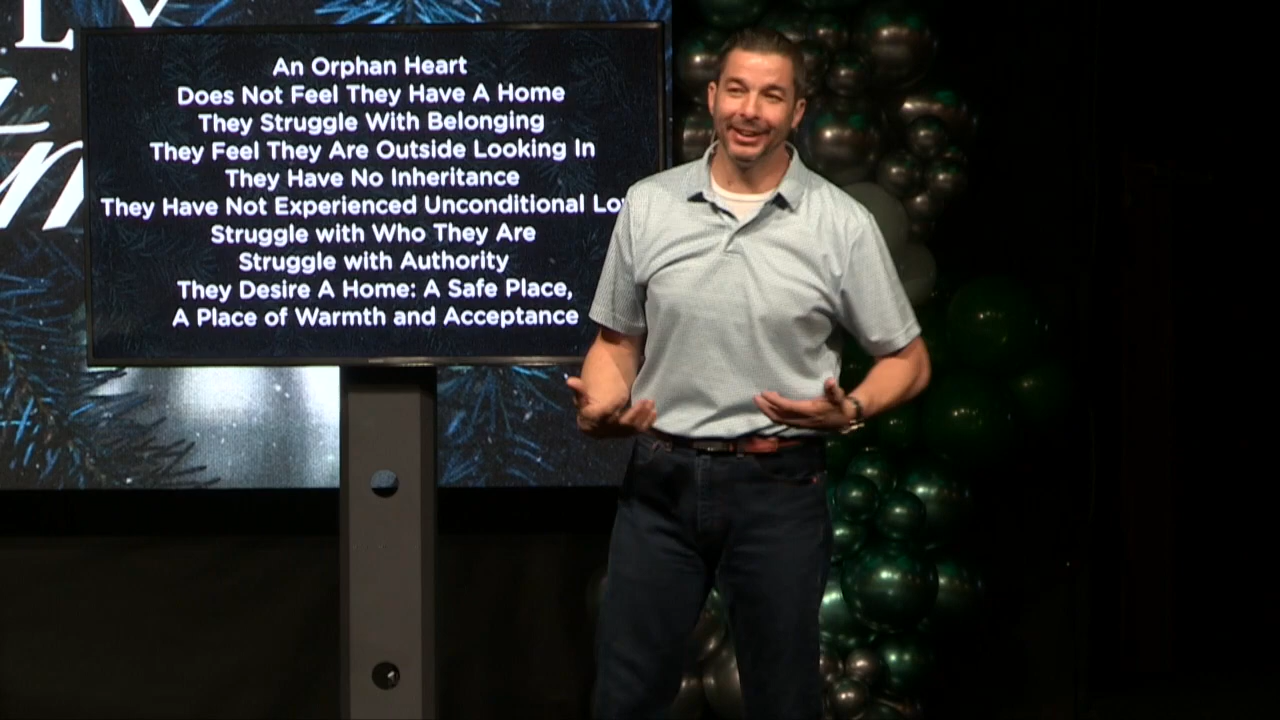 LY
An Orphan Heart
Does Not Feel They Have A Home
They Struggle With Belonging
They Feel They Are Outside Looking In
They Have No Inheritance
They Have Not Experienced Unconditional Lo
Struggle with Who They Are
Struggle with Authority
They Desire A Home: A Safe Place,
A Place of Warmth and Acceptance